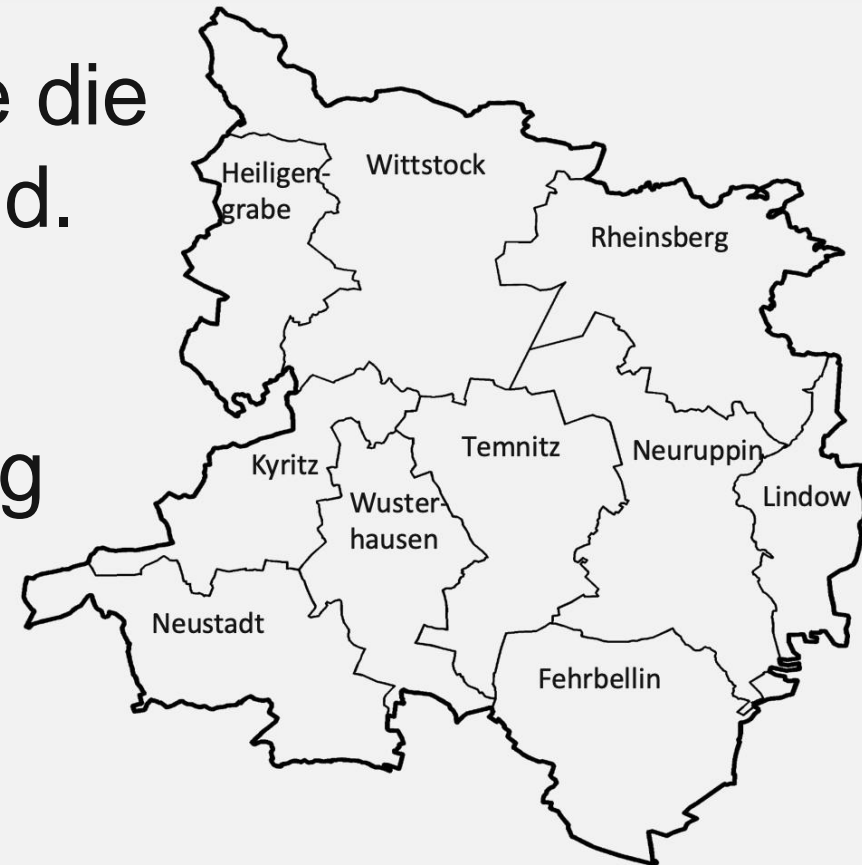 e die
d.
g
Heiligen-
grabe
Wittstock
Rheinsberg
Kyritz
Wuster-
hausen
Temnitz
Neuruppin
Lindow
Neustadt
Fehrbellin